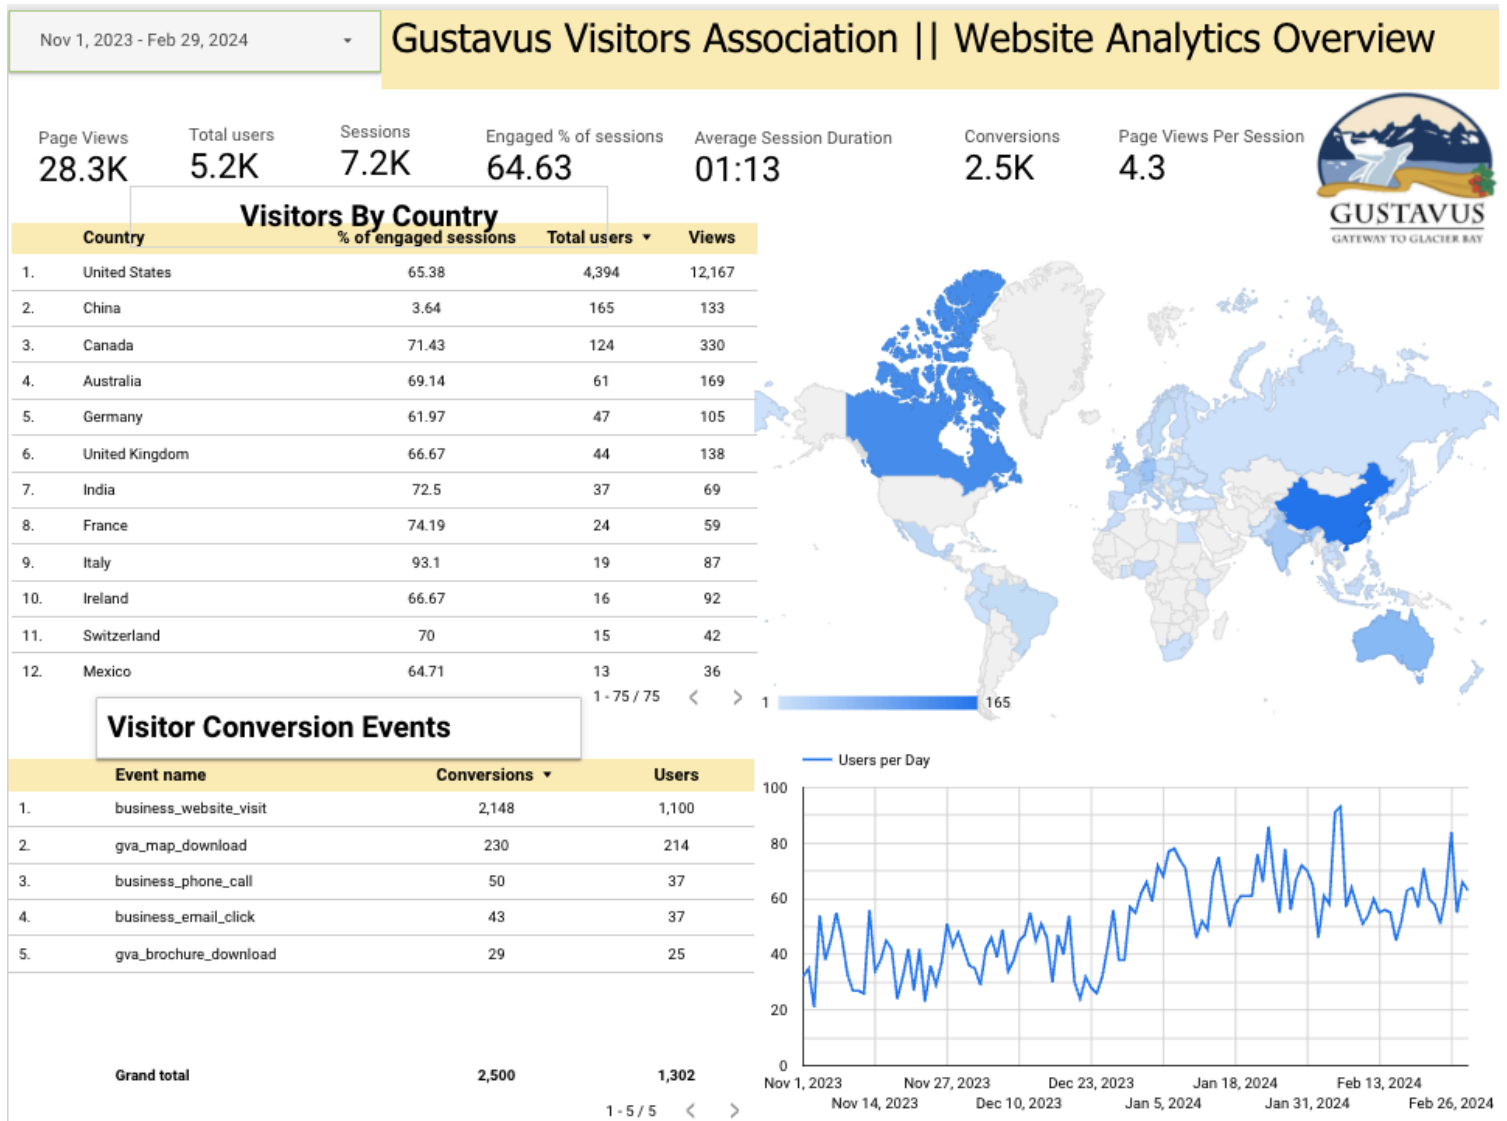 Nov 1, 2023 - Feb 29, 2024
Gustavus Visitors Association || Website Analytics Overview
Page Views
28.3K
Total users
5.2K
Sessions
7.2K
Engaged % of sessions
64.63
Average Session Duration
01:13
Conversions
2.5K
Page Views Per Session
4.3
GUSTAVUS
GATEWAY TO GLACIER BAY
Visitors By Country
Country % of engaged sessions Total users Views
1. United States 65.38 4,394 12,167
2. China 3.64 165 133
3. Canada 71.43 124 330
4. Australia 69.14 61 169
5. Germany 61.97 47 105
6. United Kingdom 66.67 44 138
7. India 72.5 37 69
8. France 74.19 24 59
9. Italy 93.1 19 87
10. Ireland 66.67 16 92
11. Switzerland 70 15 42
12. Mexico 64.71 13 36
1 - 75 / 75
1 165
Visitor Conversion Events
Event name Conversions Users
1. business_website_visit 2,148 1,100
2. gva_map_download 230 214
3. business_phone_call 50 37
4. business_email_click 43 37
5. gva_brochure_download 29 25
Grand total 2,500 1,302
1 - 5 / 5
Users per Day
100
80
60
40
20
0
Nov 1, 2023 Nov 27, 2023 Dec 23, 2023 Jan 18, 2024 Feb 13, 2024
Nov 14, 2023 Dec 10, 2023 Jan 5, 2024 Jan 31, 2024 Feb 26, 2024